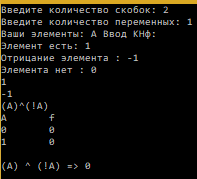 Введите количество скобок: 2
Введите количество переменных: 1
Ваши элементы: A Ввод КНф:
Элемент есть: 1
Отрицание элемента : -1
Элемента нет : 0
1
-1
(A)^(!A)
A f
0 0
1 0
(A) ^ (!A) => 0